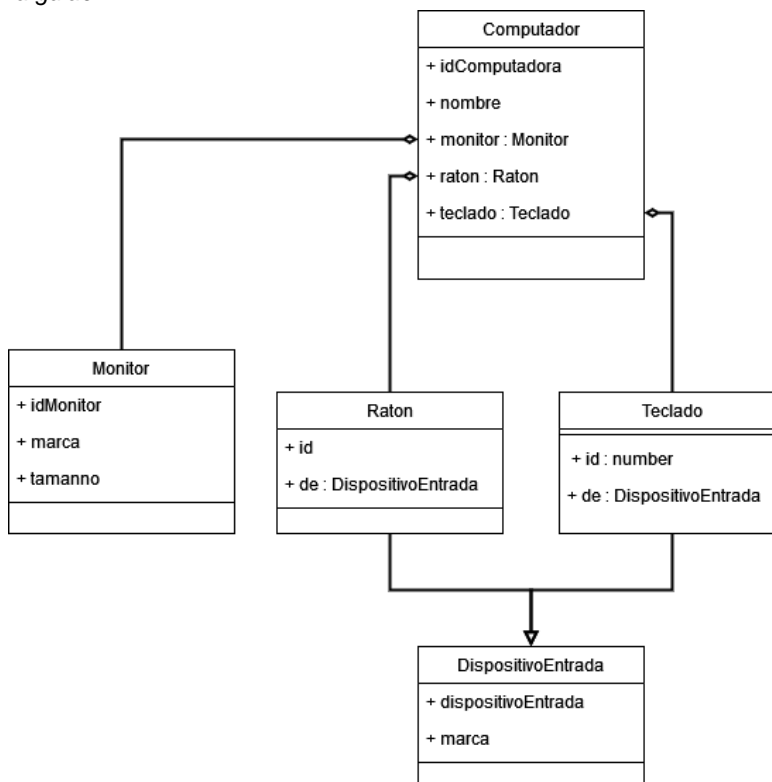 Computador
+ idComputadora
+ nombre
+ monitor : Monitor
+ raton : Raton
+ teclado : Teclado
Monitor
+ idMonitor
+ marca
+ tamanno
Raton
+ id
+ de : DispositivoEntrada
Teclado
+ id : number
+ de : DispositivoEntrada
DispositivoEntrada
+ dispositivoEntrada
+ marca